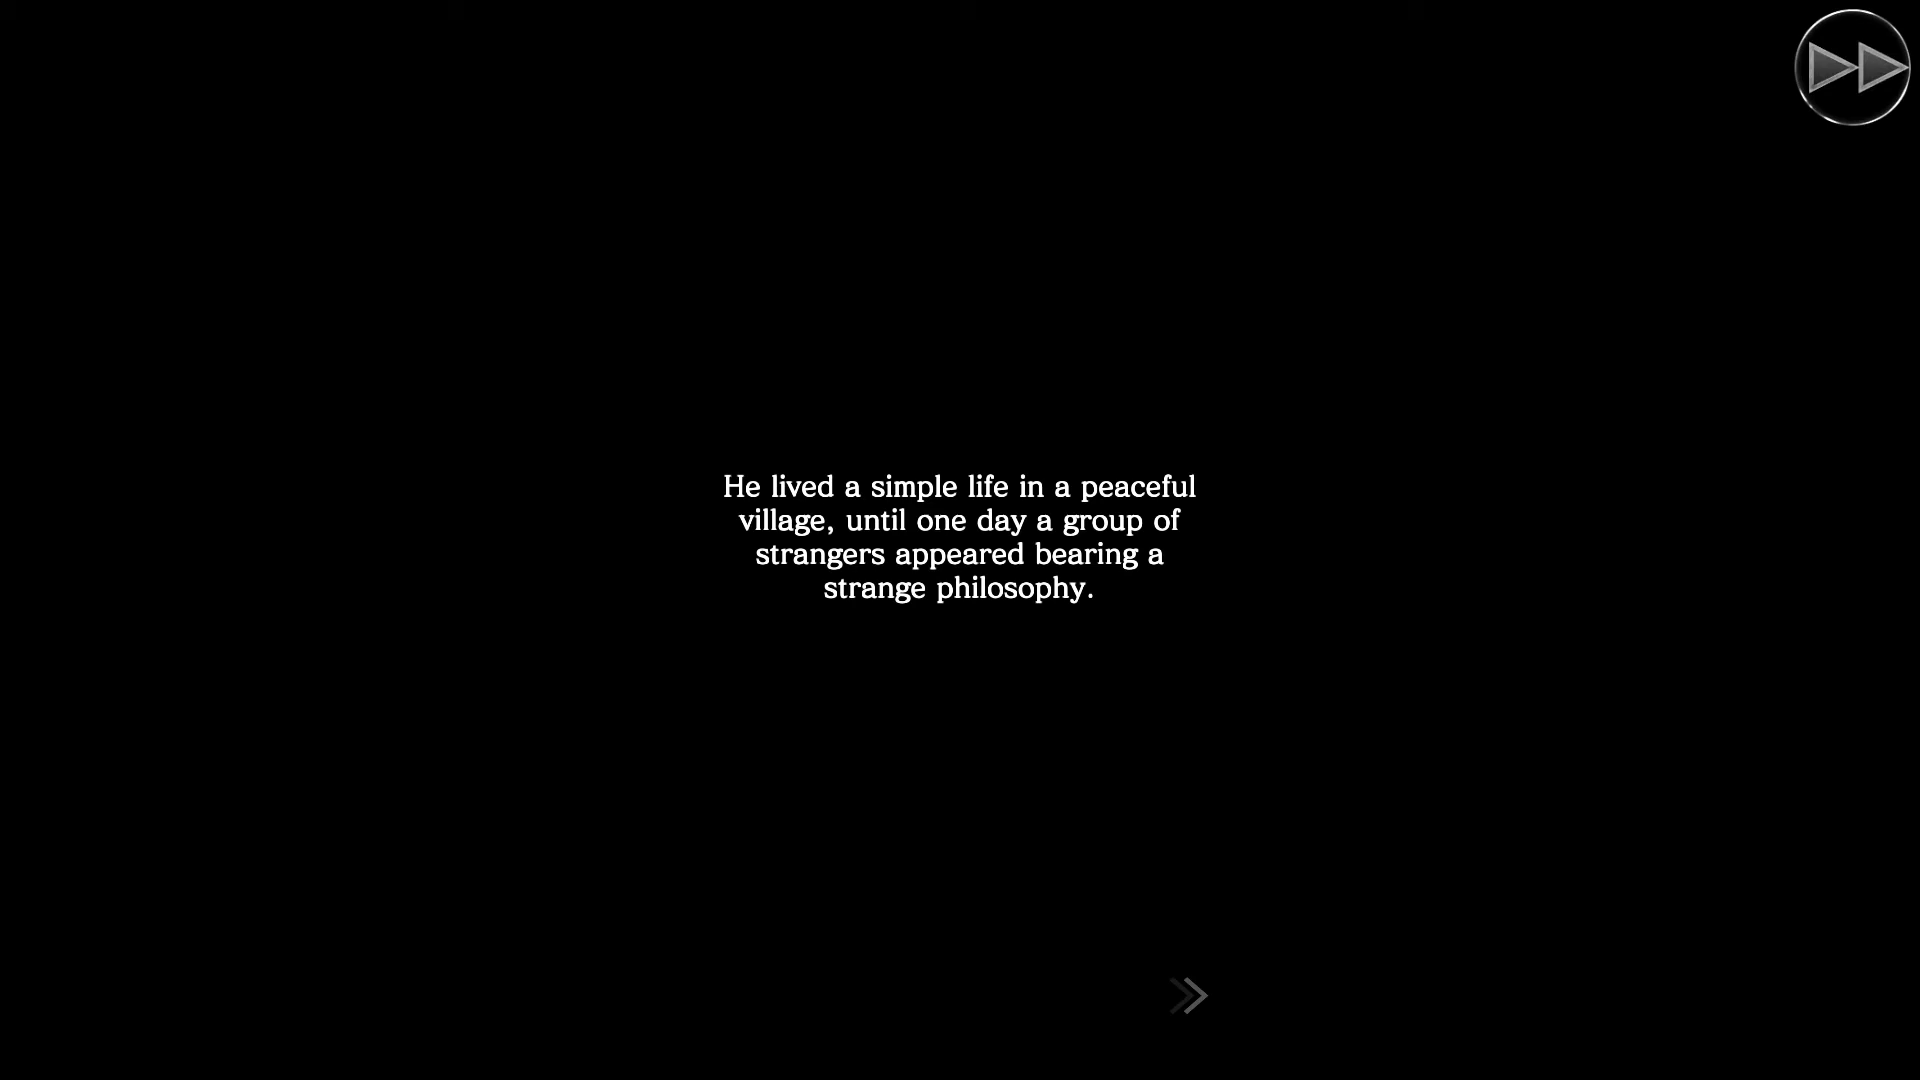 He lived a simple life in a peaceful
village, until one day a group of
strangers appeared bearing a
strange philosophy.